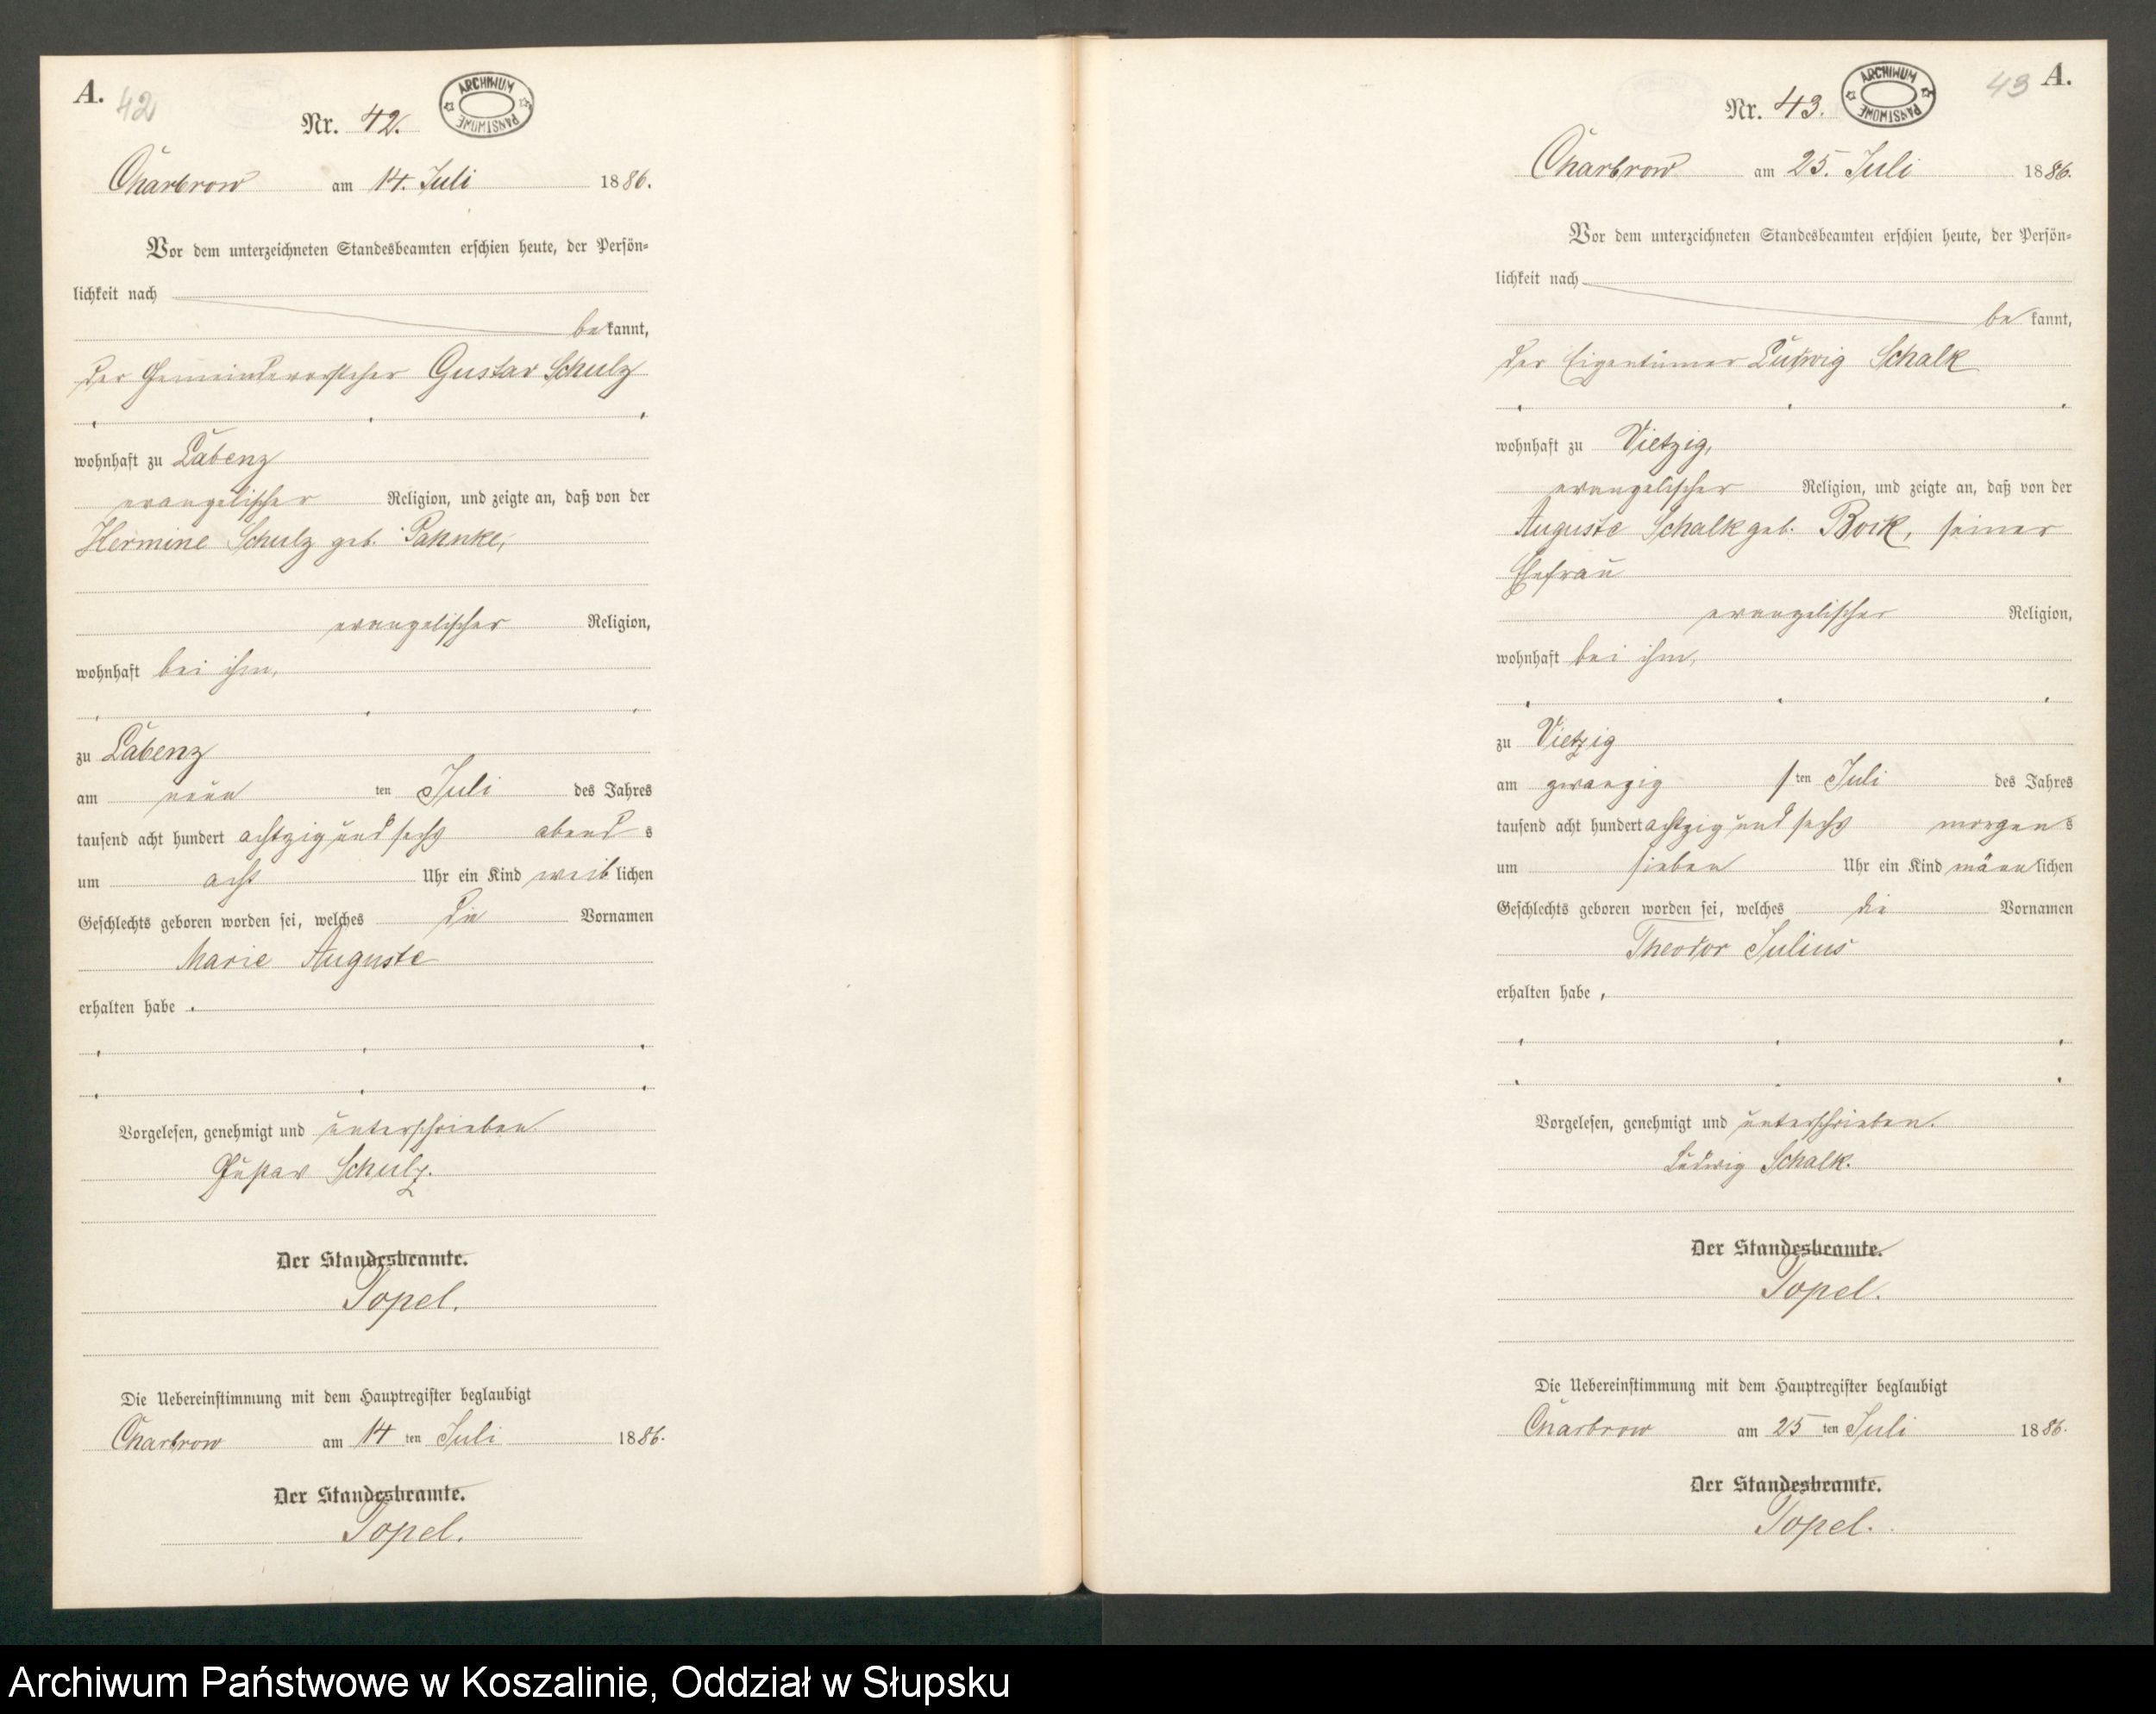 A.
42
Nr. 42.
ARCHIWUM PAŃSTWOWE
Charbrow am 14. Juli 1886.
Vor dem unterzeichneten Standesbeamten erschien heute, der Persön-
lichkeit nach
bekannt,
der Gemeindevorsteher Gustav Schulz
wohnhaft zu Labenz
evangelischer Religion, und zeigte an, daß von der
Hermine Schulz geb. Pahnke,
evangelischer Religion,
wohnhaft bei ihm,
zu Labenz
am neun ten Juli des Jahres
tausend acht hundert achtzig und sechs abends
um acht Uhr ein Kind weiblichen
Geschlechts geboren worden sei, welches die Vornamen
Marie Auguste
erhalten habe.
Vorgelesen, genehmigt und unterschrieben
Gustav Schulz.
Der Standesbeamte.
Topel.
Die Uebereinstimmung mit dem Hauptregister beglaubigt
Charbrow am 14 ten Juli 1886.
Der Standesbeamte.
Topel.
43 A.
Nr. 43.
ARCHIWUM PAŃSTWOWE
Charbrow am 25. Juli 1886.
Vor dem unterzeichneten Standesbeamten erschien heute, der Persön-
lichkeit nach
bekannt,
der Eigentümer Ludwig Schalk
wohnhaft zu Vietzig,
evangelischer Religion, und zeigte an, daß von der
Auguste Schalk geb. Bork, seiner
Ehefrau
evangelischer Religion,
wohnhaft bei ihm,
zu Vietzig
am zwanzig sten Juli des Jahres
tausend acht hundert achtzig und sechs morgens
um sieben Uhr ein Kind männlichen
Geschlechts geboren worden sei, welches die Vornamen
Theodor Julius
erhalten habe,
Vorgelesen, genehmigt und unterschrieben.
Ludwig Schalk.
Der Standesbeamte.
Topel.
Die Uebereinstimmung mit dem Hauptregister beglaubigt
Charbrow am 25 ten Juli 1886.
Der Standesbeamte.
Topel.
Archiwum Państwowe w Koszalinie, Oddział w Słupsku